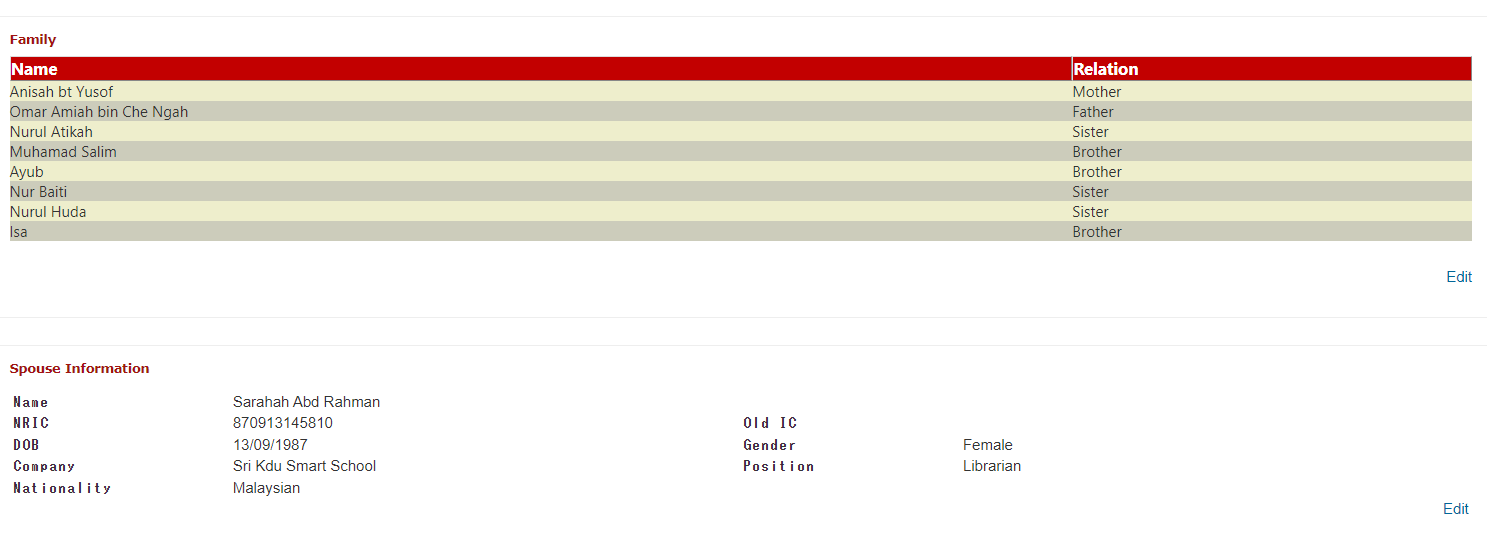 Family
Name Relation
Anisah bt Yusof Mother
Omar Amiah bin Che Ngah Father
Nurul Atikah Sister
Muhamad Salim Brother
Ayub Brother
Nur Baiti Sister
Nurul Huda Sister
Isa Brother
Edit
Spouse Information
Name Sarahah Abd Rahman
NRIC 870913145810 Old IC
DOB 13/09/1987 Gender Female
Company Sri Kdu Smart School Position Librarian
Nationality Malaysian
Edit